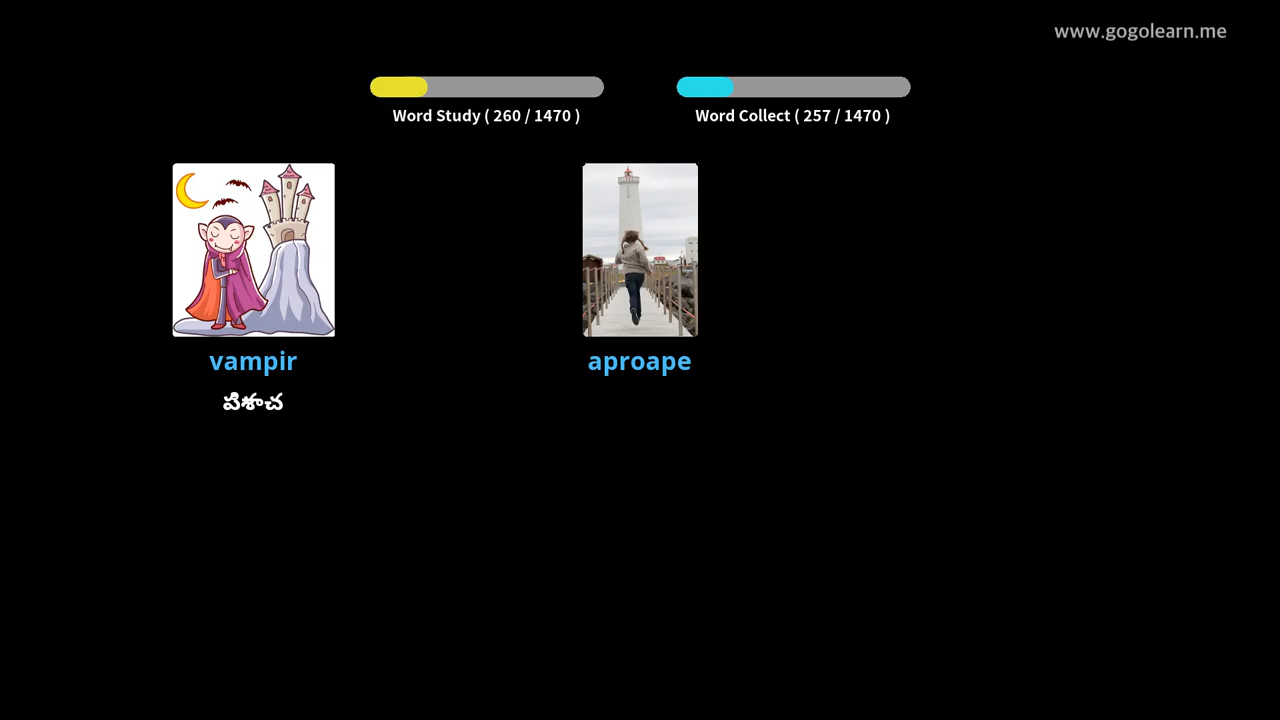 www.gogolearn.me
Word Study ( 260 / 1470 )
Word Collect ( 257 / 1470 )
vampir
aproape
పిశాచ